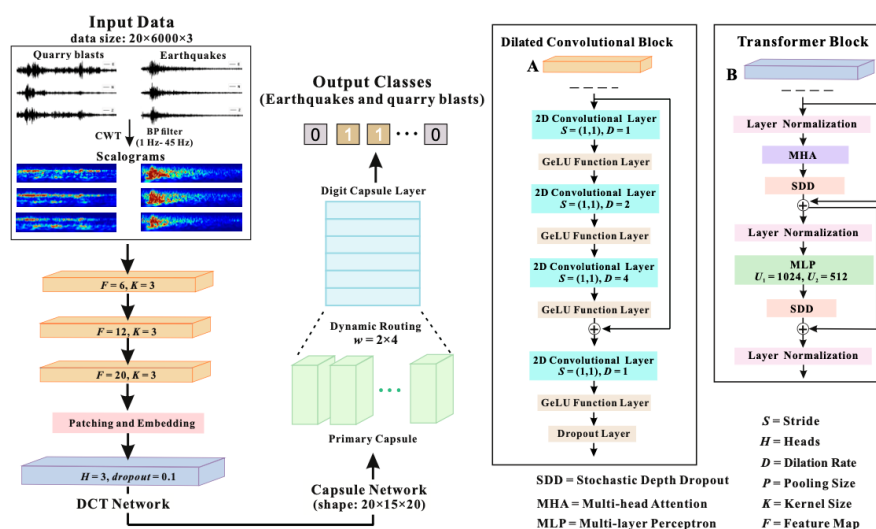 Input Data
data size: 20×6000×3
Quarry blasts
Earthquakes
CWT
BP filter
(1 Hz- 45 Hz)
Scalograms
F = 6, K = 3
F = 12, K = 3
F = 20, K = 3
Patching and Embedding
H = 3, dropout = 0.1
DCT Network
Output Classes
(Earthquakes and quarry blasts)
0 1 1 ··· 0
Digit Capsule Layer
Dynamic Routing
w = 2×4
Primary Capsule
Capsule Network
(shape: 20×15×20)
Dilated Convolutional Block
A
2D Convolutional Layer
S = (1,1), D = 1
GeLU Function Layer
2D Convolutional Layer
S = (1,1), D = 2
GeLU Function Layer
2D Convolutional Layer
S = (1,1), D = 4
GeLU Function Layer
2D Convolutional Layer
S = (1,1), D = 1
GeLU Function Layer
Dropout Layer
SDD = Stochastic Depth Dropout
MHA = Multi-head Attention
MLP = Multi-layer Perceptron
Transformer Block
B
Layer Normalization
MHA
SDD
Layer Normalization
MLP
U₁ = 1024, U₂ = 512
SDD
Layer Normalization
S = Stride
H = Heads
D = Dilation Rate
P = Pooling Size
K = Kernel Size
F = Feature Map